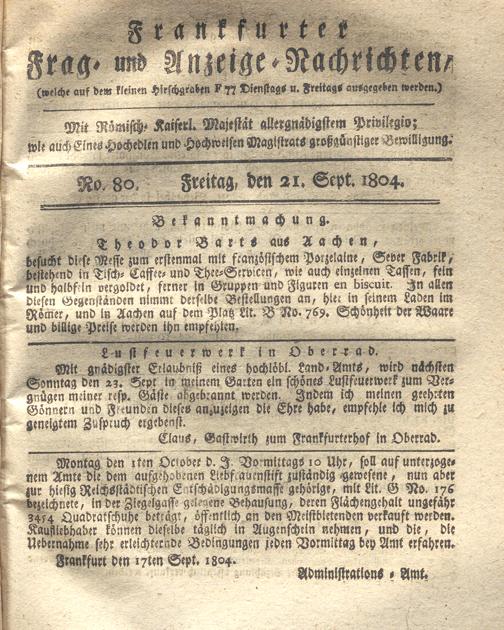 Frankfurter
Frag- und Anzeige-Nachrichten,
(welche auf dem kleinen Hirschgraben F 77 Dienstags u. Freitags ausgegeben werden.)
Mit Römisch-Kaiserl. Majestät allergnädigstem Privilegio;
wie auch Eines Hochedlen und Hochweisen Magistrats großgünstiger Bewilligung.
No. 80. Freitag, den 21. Sept. 1804.
Bekanntmachung.
Theodor Barts aus Aachen,
besucht diese Messe zum erstenmal mit französischem Porzelaine, Sever Fabrik,
bestehend in Tisch- Caffee- und Thee-Servicen, wie auch einzelnen Tassen, fein
und halbfein vergoldet, ferner in Gruppen und Figuren en biscuit. In allen
diesen Gegenständen nimmt derselbe Bestellungen an, hier in seinem Laden im
Römer, und in Aachen auf dem Platz Lit. B No. 769. Schönheit der Waare
und billige Preise werden ihn empfehlen.
Lustfeuerwerk in Oberrad.
Mit gnädigster Erlaubniß eines hochlöbl. Land-Amts, wird nächsten
Sonntag den 23. Sept in meinem Garten ein schönes Lustfeuerwerk zum Ver-
gnügen meiner resp. Gäste abgebrannt werden. Indem ich meinen geehrten
Gönnern und Freunden dieses anzuzeigen die Ehre habe, empfehle ich mich zu
geneigtem Zuspruch ergebenst.
Claus, Gastwirth zum Frankfurterhof in Oberrad.
Montag den 1ten October d. J. Vormittags 10 Uhr, soll auf unterzoge-
nem Amte die dem aufgehobenen Liebfrauenstift zuständig gewesene, nun aber
zur hiesig Reichsstädtischen Entschädigungsmasse gehörige, mit Lit. G No. 176
bezeichnete, in der Ziegelgasse gelegene Behausung, deren Flächengehalt ungefähr
3454 Quadratschuhe beträgt, öffentlich an den Meistbietenden verkauft werden.
Kaufliebhaber können dieselbe täglich in Augenschein nehmen, und die, die
Uebernahme sehr erleichternde Bedingungen jeden Vormittag bey Amt erfahren.
Frankfurt den 17ten Sept. 1804.
Administrations-Amt.